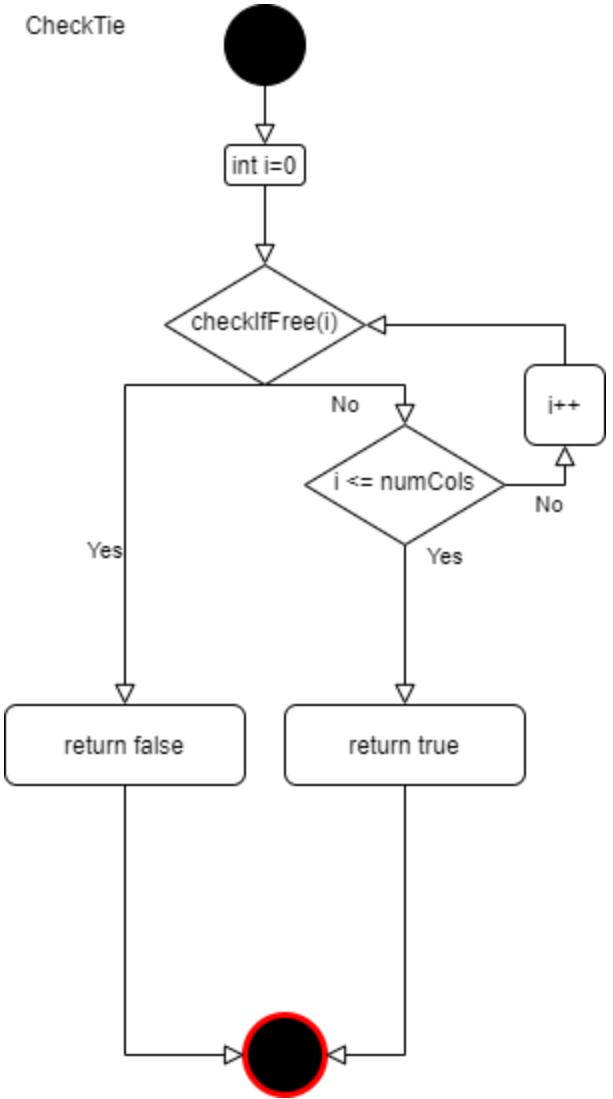 CheckTie
int i=0
checkIfFree(i)
No
i++
i <= numCols
No
Yes
Yes
return false
return true